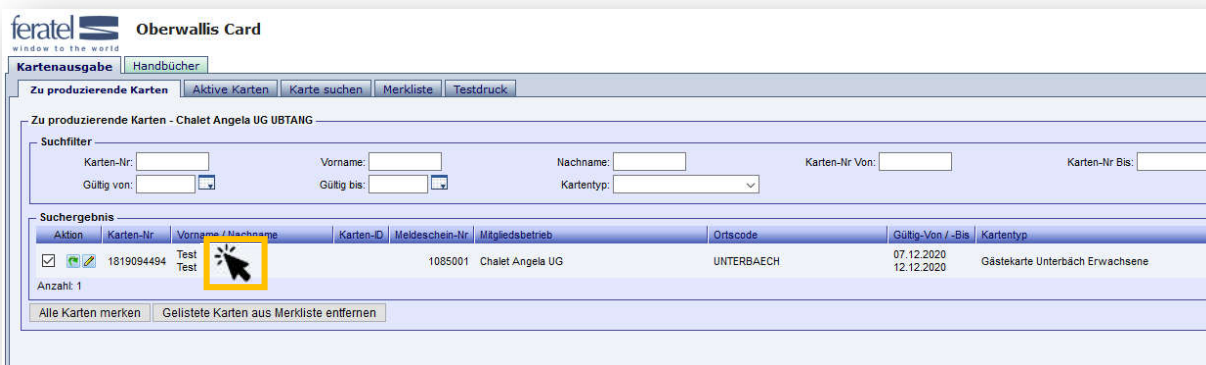 feratel
window to the world
Oberwallis Card
Kartenausgabe Handbücher
Zu produzierende Karten Aktive Karten Karte suchen Merkliste Testdruck
Zu produzierende Karten - Chalet Angela UG UBTANG
Suchfilter
Karten-Nr: Vorname: Nachname: Karten-Nr Von: Karten-Nr Bis:
Gültig von: Gültig bis: Kartentyp:
Suchergebnis
Aktion Karten-Nr Vorname / Nachname Karten-ID Meldeschein-Nr Mitgliedsbetrieb Ortscode Gültig-Von / -Bis Kartentyp
1819094494 Test 1085001 Chalet Angela UG UNTERBAECH 07.12.2020 Gästekarte Unterbäch Erwachsene
Test 12.12.2020
Anzahl: 1
Alle Karten merken Gelistete Karten aus Merkliste entfernen